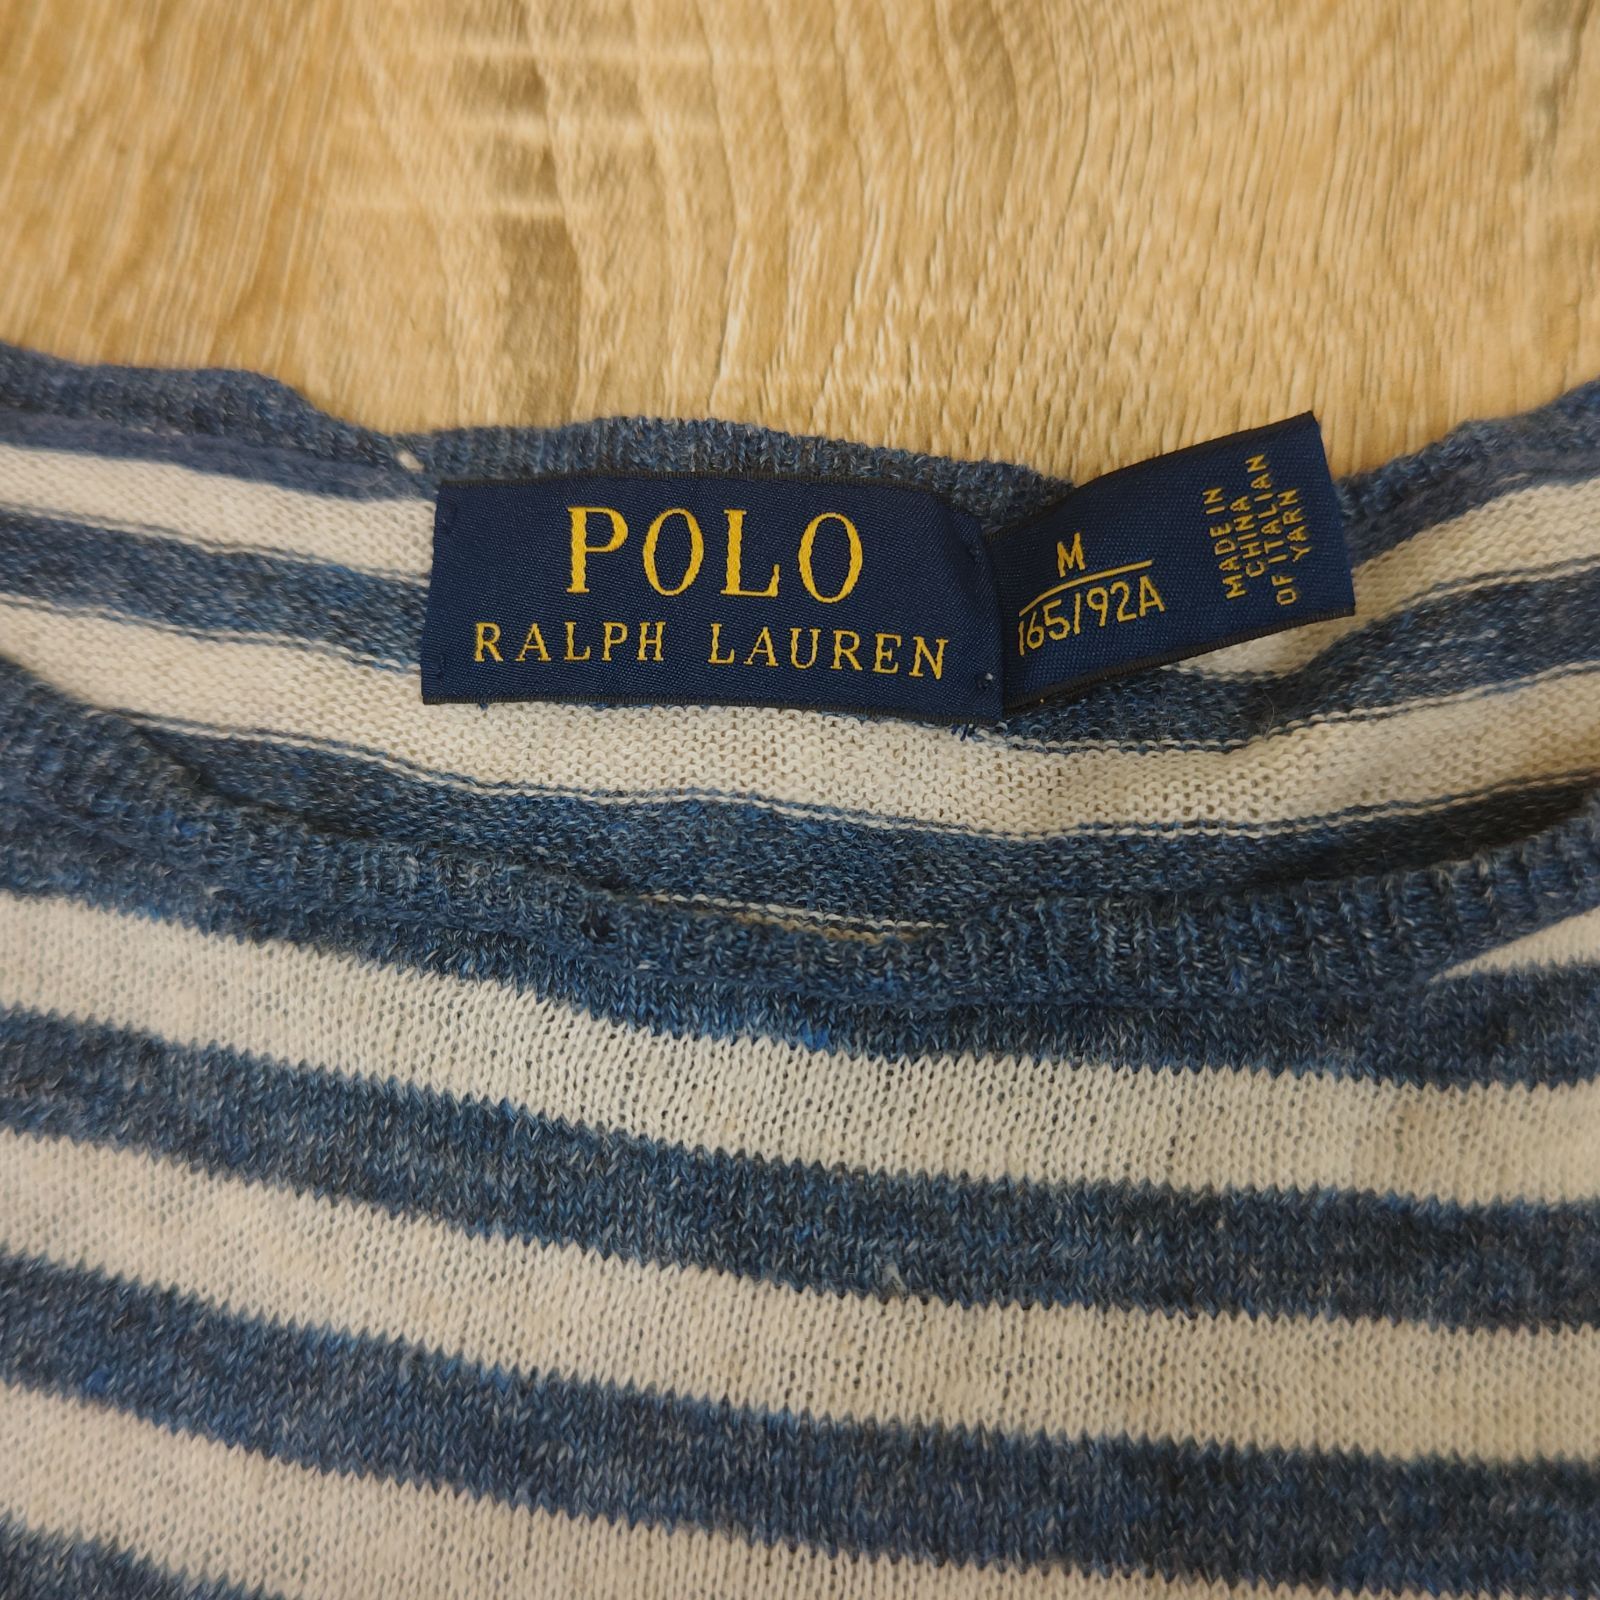 POLO
RALPH LAUREN
M
165/92A
MADE IN
CHINA
OF ITALIAN
YARN